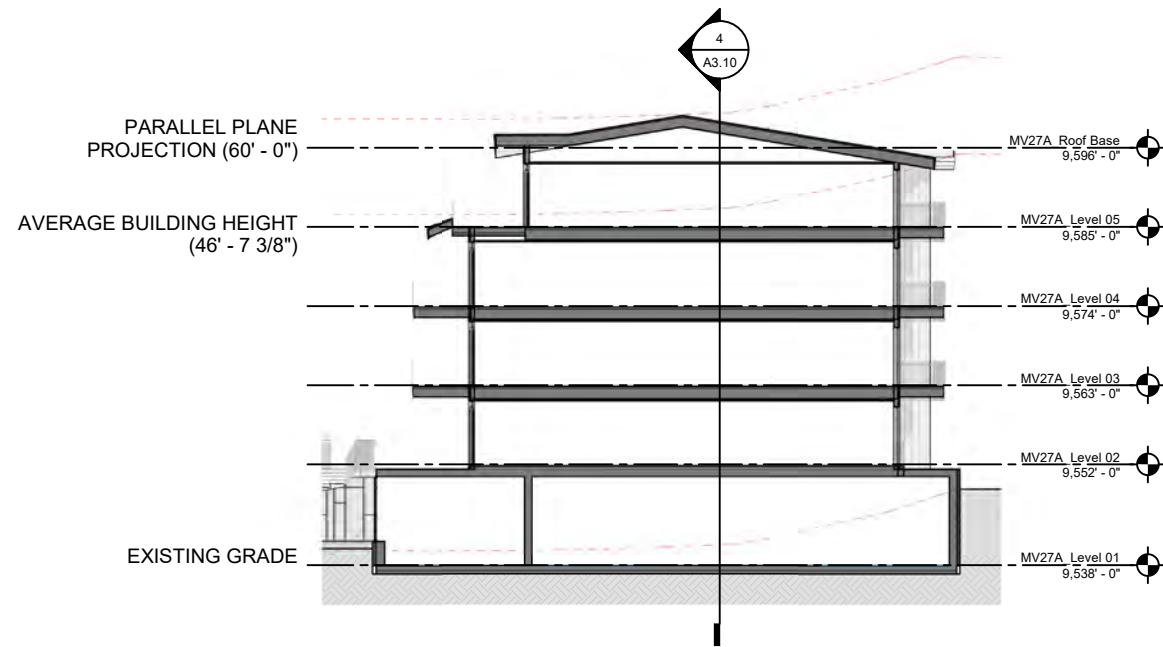 4
A3.10
PARALLEL PLANE
PROJECTION (60' - 0")
MV27A_Roof Base
9,596' - 0"
AVERAGE BUILDING HEIGHT
(46' - 7 3/8")
MV27A_Level 05
9,585' - 0"
MV27A_Level 04
9,574' - 0"
MV27A_Level 03
9,563' - 0"
MV27A_Level 02
9,552' - 0"
EXISTING GRADE
MV27A_Level 01
9,538' - 0"